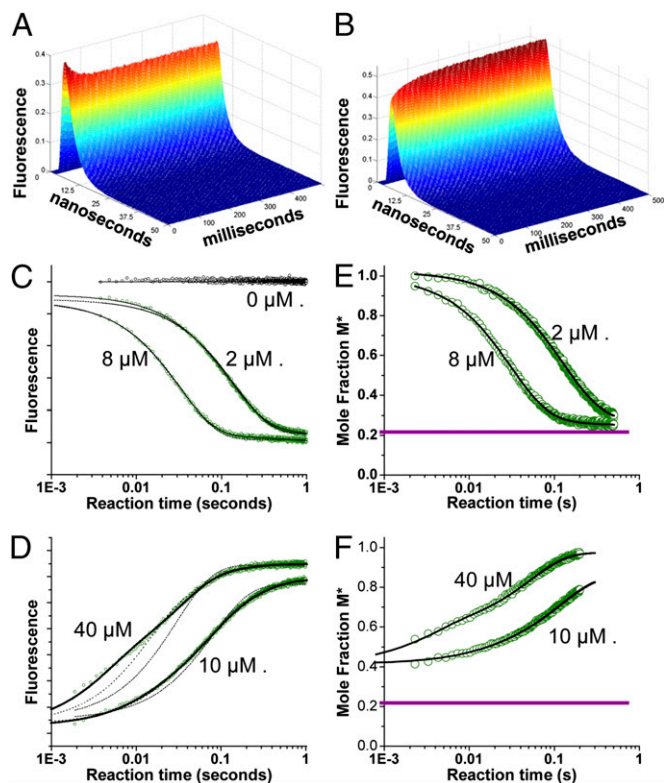 A
B
0.4
0.3
0.2
0.1
0
Fluorescence
12.5
25
37.5
50
nanoseconds
0
100
200
300
400
milliseconds
0.5
0.4
0.3
0.2
0.1
0
Fluorescence
12.5
25
37.5
50
nanoseconds
0
100
200
300
400
500
milliseconds
C
Fluorescence
0 µM .
8 µM
2 µM .
1E-3 0.01 0.1 1
Reaction time (seconds)
E
Mole Fraction M*
1.0
0.8
0.6
0.4
0.2
0.0
8 µM
2 µM .
1E-3 0.01 0.1 1
Reaction time (s)
D
Fluorescence
40 µM
10 µM .
1E-3 0.01 0.1 1
Reaction time (seconds)
F
Mole Fraction M*
1.0
0.8
0.6
0.4
0.2
0.0
40 µM
10 µM .
1E-3 0.01 0.1 1
Reaction time (s)